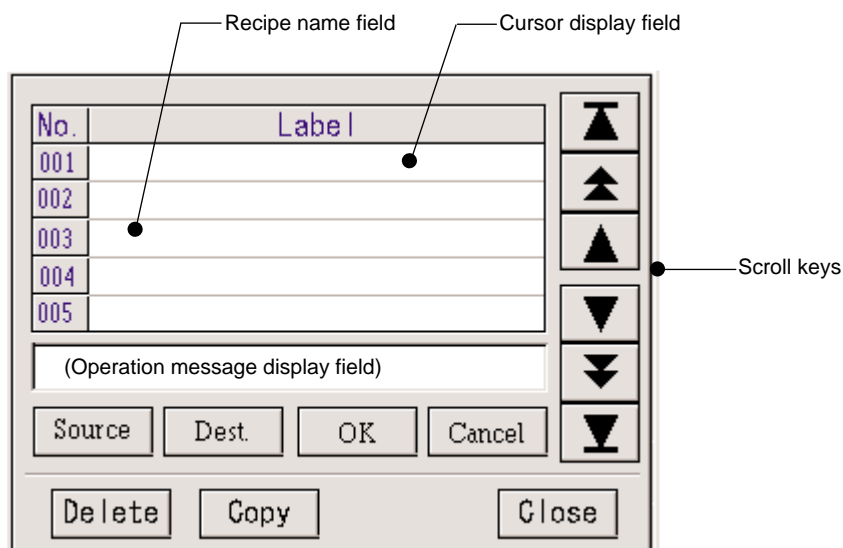 Recipe name field Cursor display field
No. Label
001
002
003
Scroll keys
004
005
(Operation message display field)
Source Dest. OK Cancel
Delete Copy Close